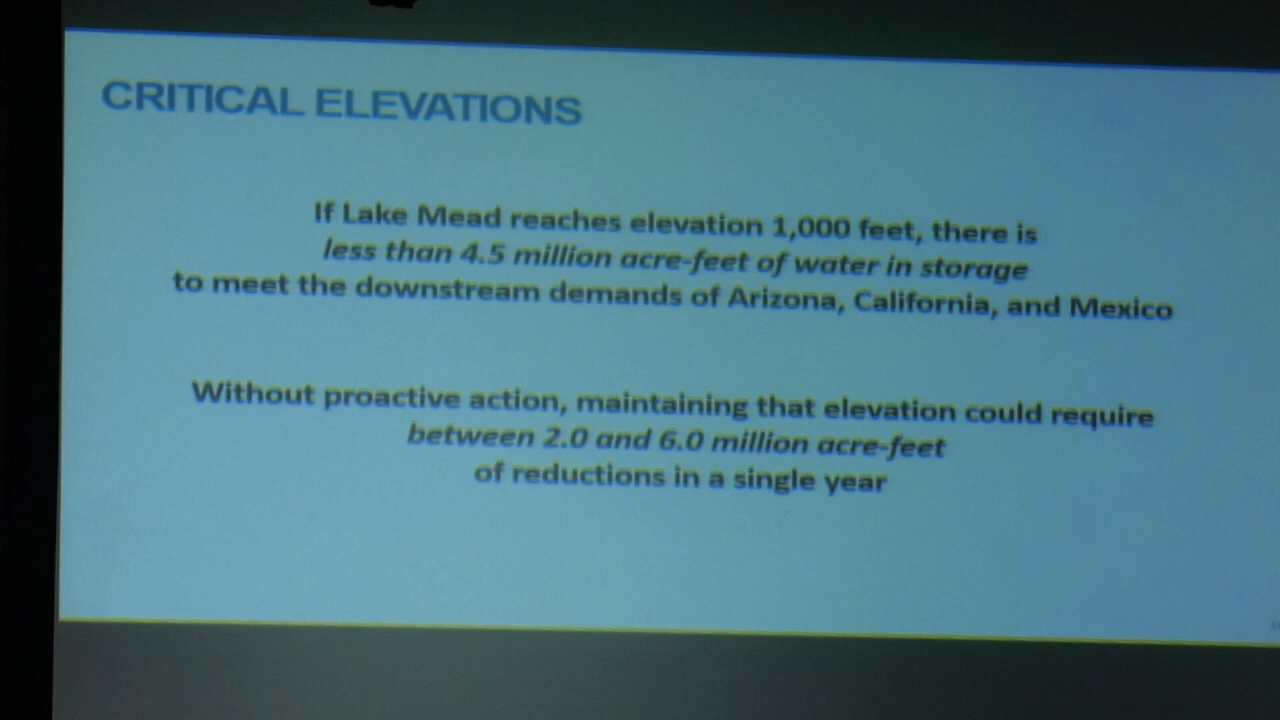 CRITICAL ELEVATIONS
If Lake Mead reaches elevation 1,000 feet, there is
less than 4.5 million acre-feet of water in storage
to meet the downstream demands of Arizona, California, and Mexico
Without proactive action, maintaining that elevation could require
between 2.0 and 6.0 million acre-feet
of reductions in a single year